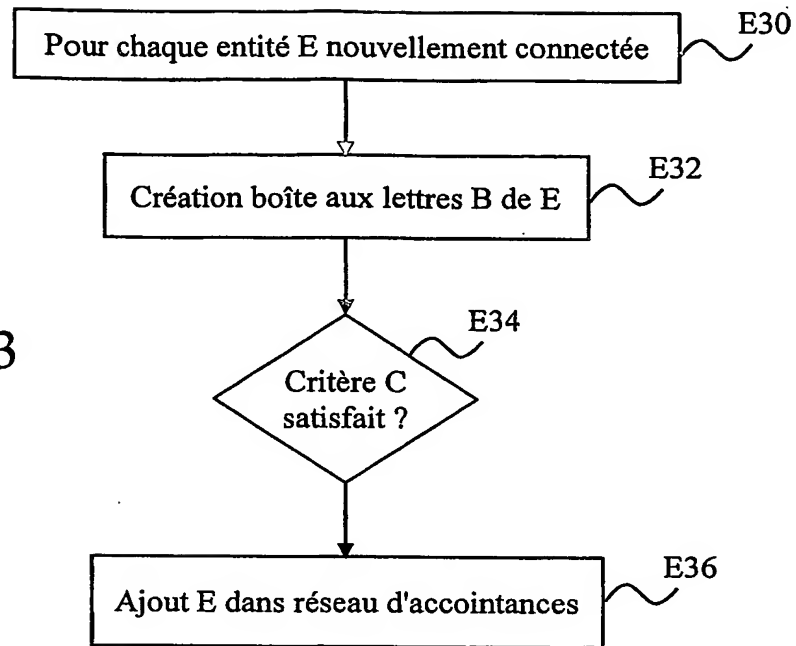 Pour chaque entité E nouvellement connectée
E30
Création boîte aux lettres B de E
E32
3
E34
Critère C
satisfait ?
Ajout E dans réseau d'accointances
E36